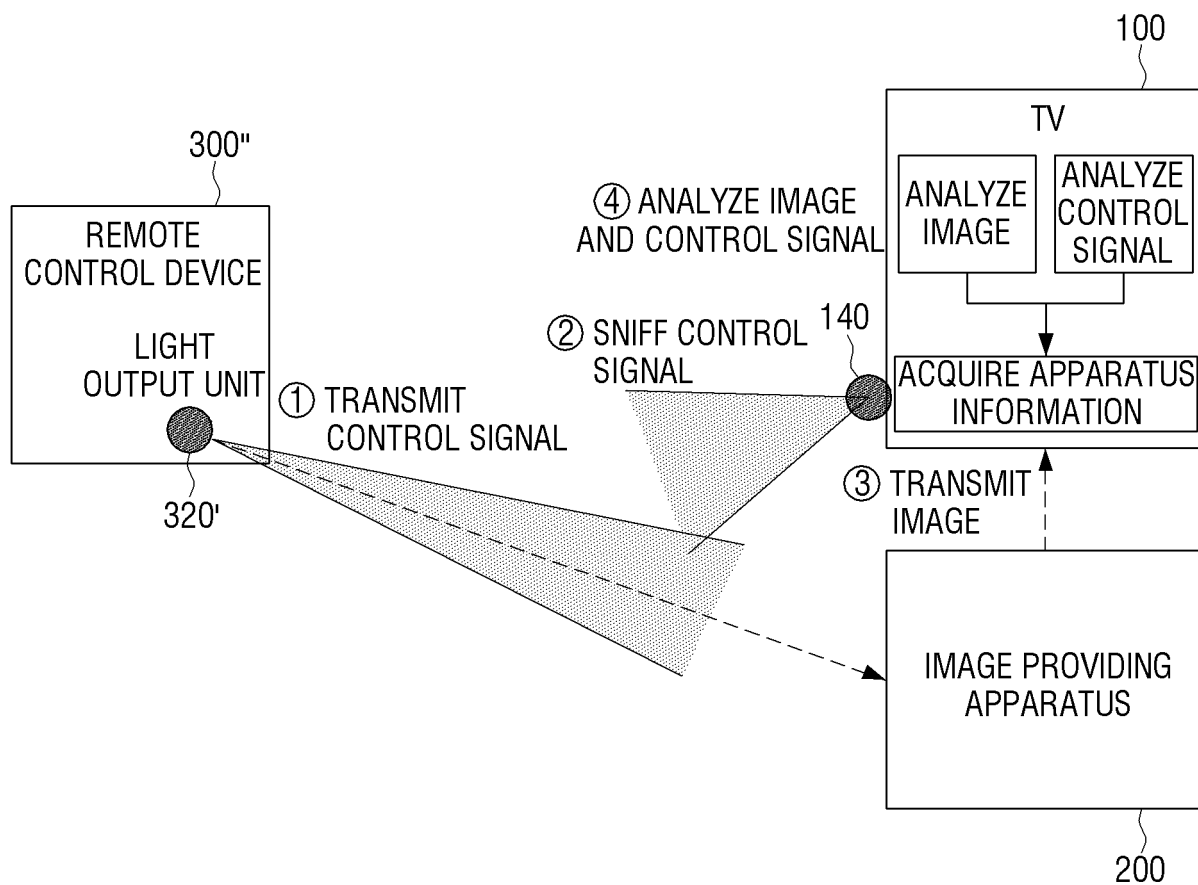 300"
REMOTE
CONTROL DEVICE
LIGHT
OUTPUT UNIT
320'
① TRANSMIT
CONTROL SIGNAL
② SNIFF CONTROL
SIGNAL
④ ANALYZE IMAGE
AND CONTROL SIGNAL
140
100
TV
ANALYZE
IMAGE
ANALYZE
CONTROL
SIGNAL
ACQUIRE APPARATUS
INFORMATION
③ TRANSMIT
IMAGE
IMAGE PROVIDING
APPARATUS
200